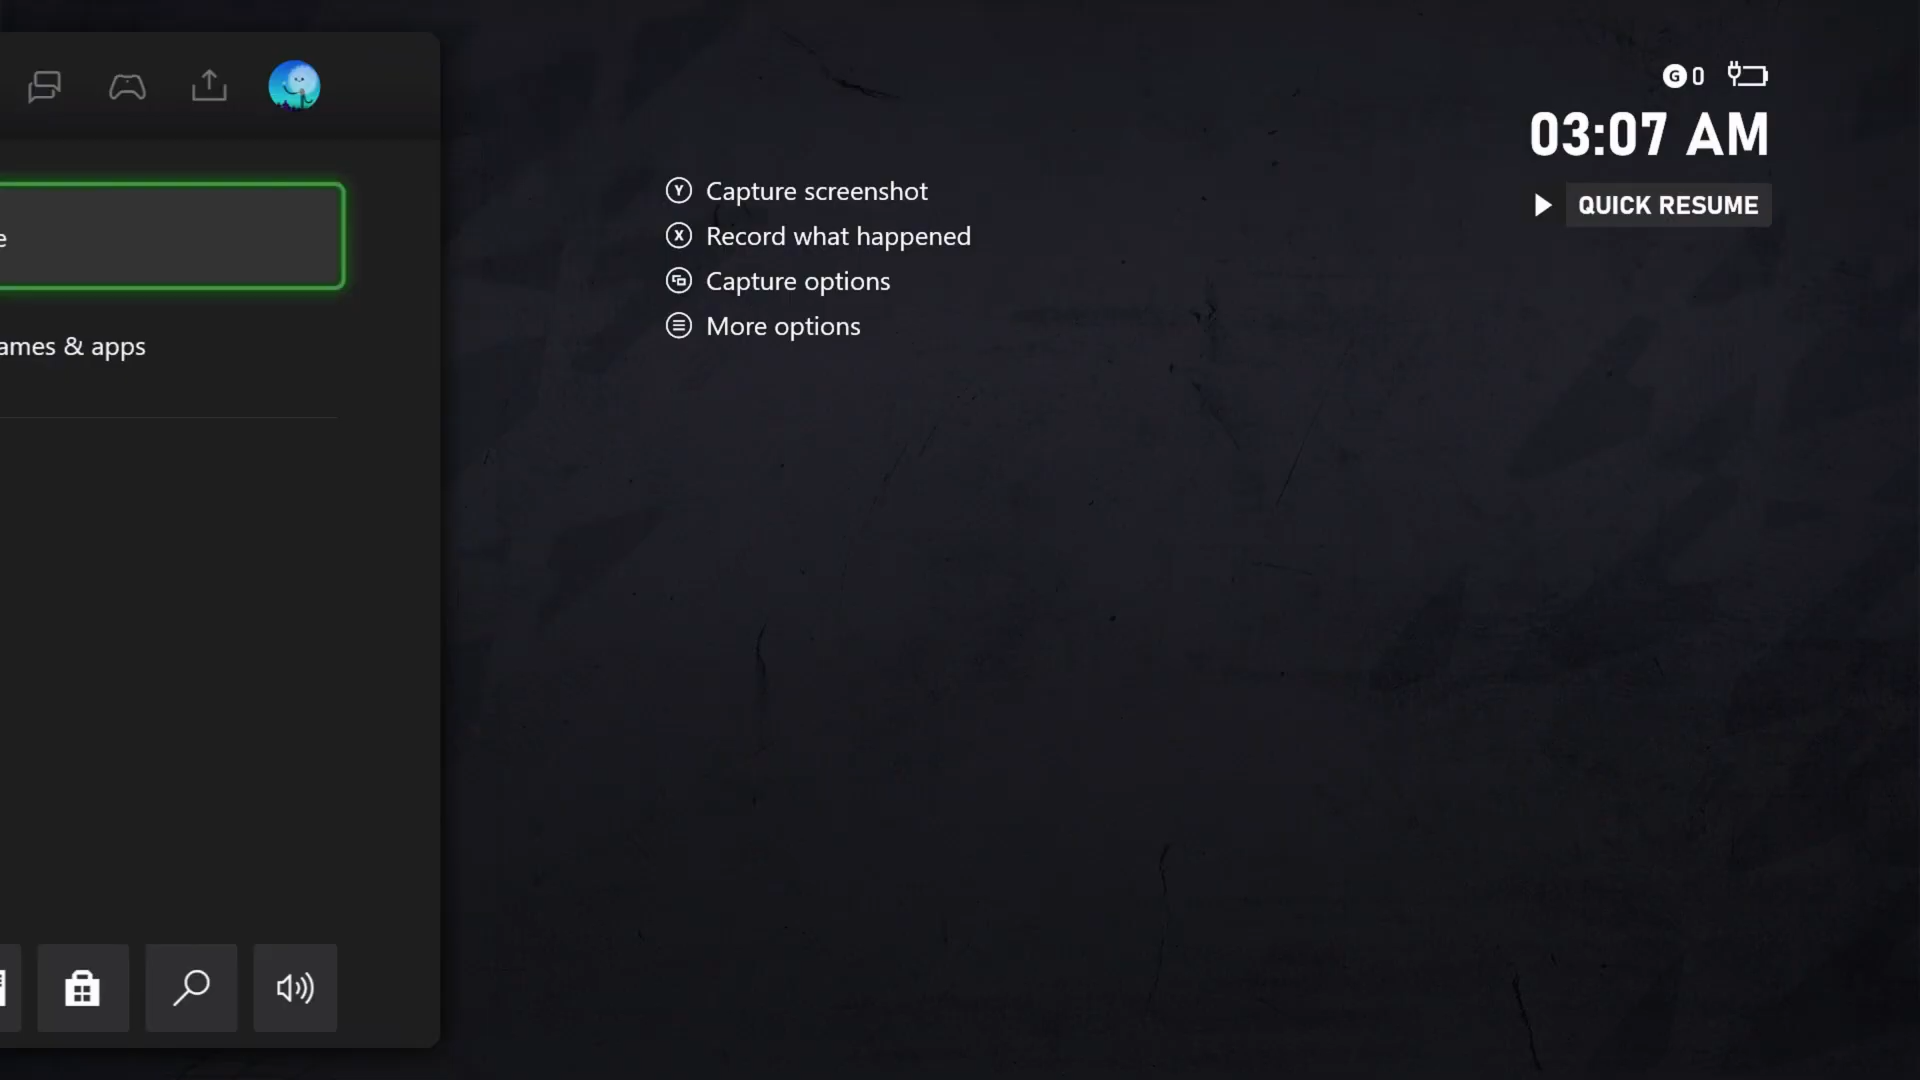 G 0
03:07 AM
QUICK RESUME
Y Capture screenshot
X Record what happened
Capture options
More options
e
ames & apps